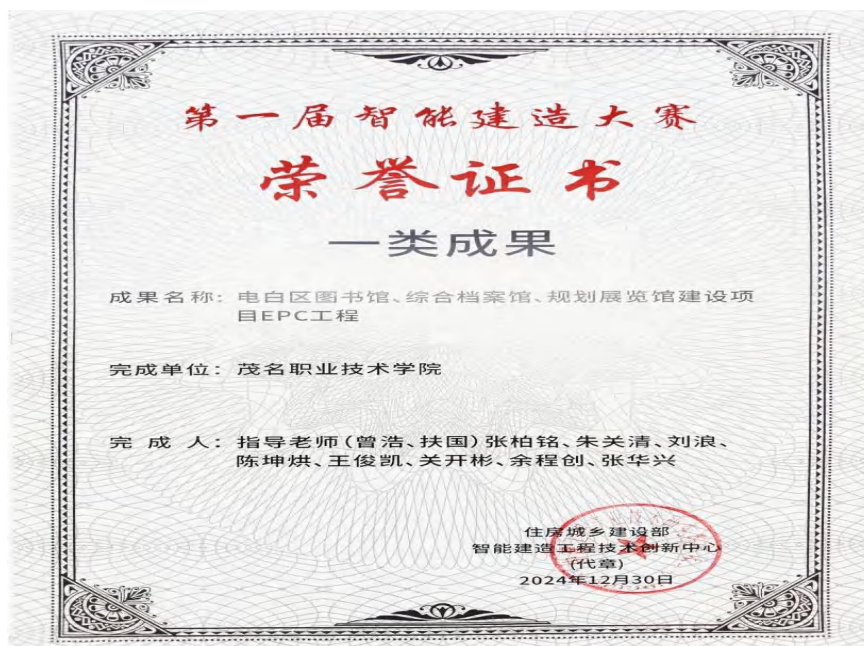 第一届智能建造大赛
荣誉证书
一类成果
成果名称：电白区图书馆、综合档案馆、规划展览馆建设项
目EPC工程
完成单位：茂名职业技术学院
完成人：指导老师(曾浩、扶国)张柏铭、朱关清、刘浪、
陈坤烘、王俊凯、关开彬、余程创、张华兴
住房城乡建设部
智能建造工程技术创新中心
(代章)
2024年12月30日